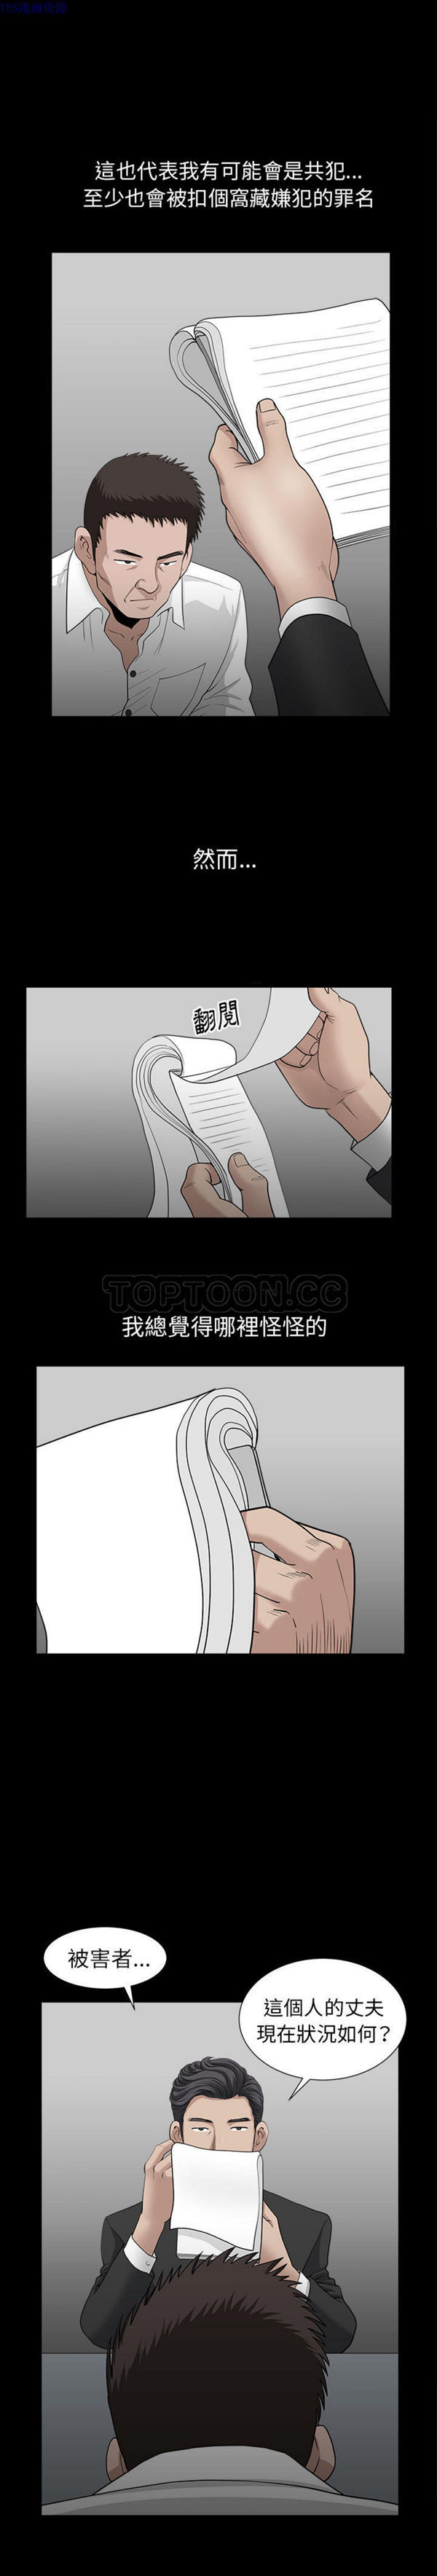 這也代表我有可能會是共犯...
至少也會被扣個窩藏嫌犯的罪名
然而...
翻閱
TOPTOON.CC
我總覺得哪裡怪怪的
被害者...
這個人的丈夫
現在狀況如何?